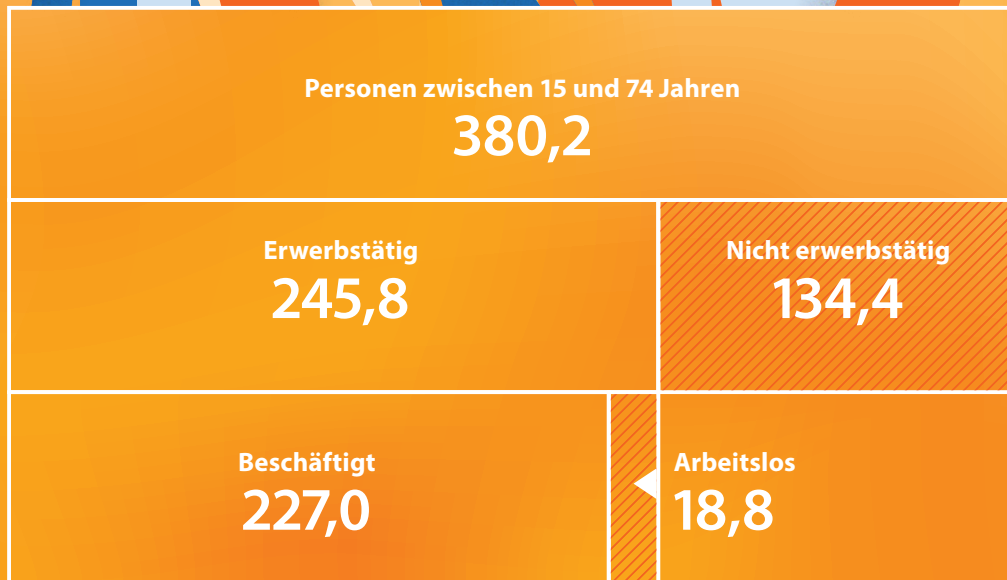 Personen zwischen 15 und 74 Jahren
380,2
Erwerbstätig
245,8
Nicht erwerbstätig
134,4
Beschäftigt
227,0
Arbeitslos
18,8